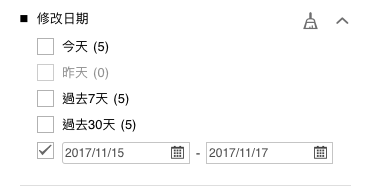 修改日期
今天 (5)
昨天 (0)
過去7天 (5)
過去30天 (5)
2017/11/15 - 2017/11/17